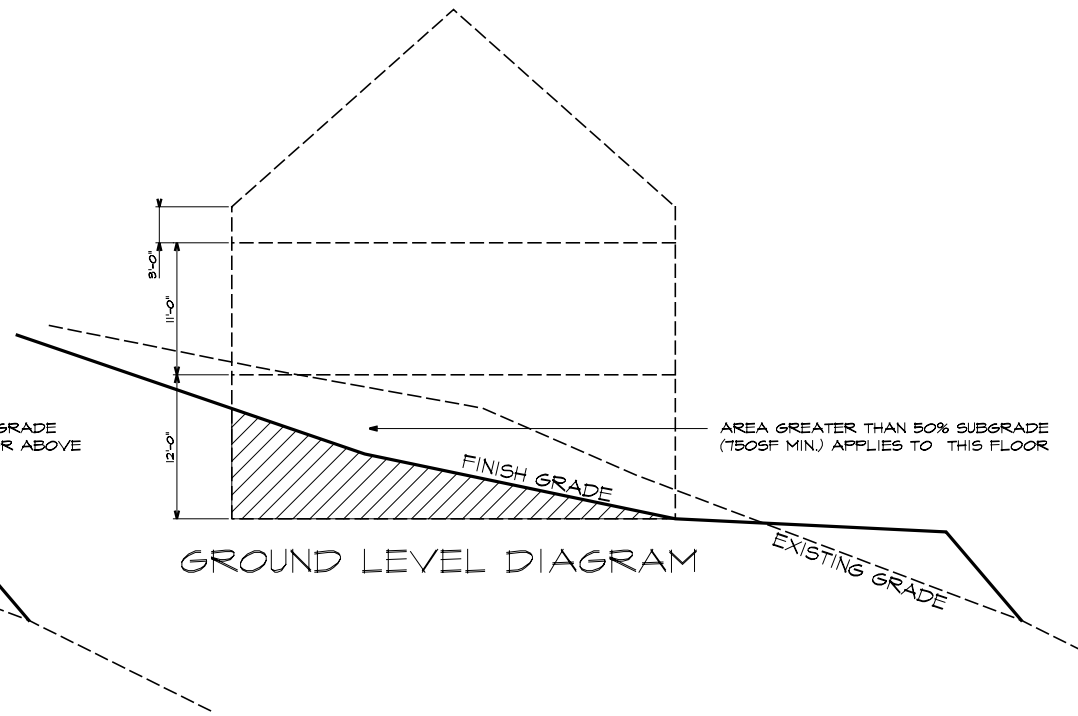 3'-0"
11'-0"
12'-0"
GRADE
R ABOVE
AREA GREATER THAN 50% SUBGRADE
(750SF MIN.) APPLIES TO THIS FLOOR
FINISH GRADE
EXISTING GRADE
GROUND LEVEL DIAGRAM